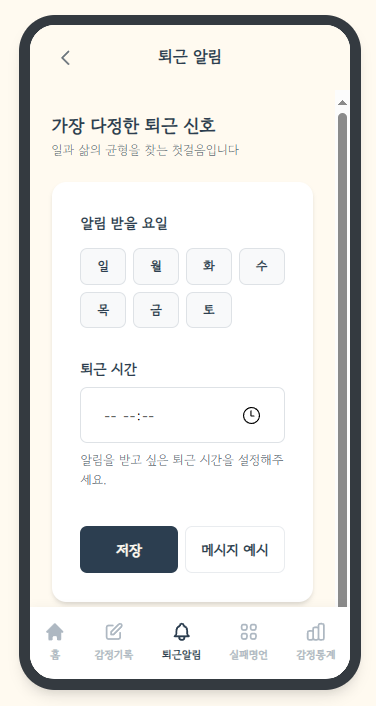 퇴근 알림
가장 다정한 퇴근 신호
일과 삶의 균형을 찾는 첫걸음입니다
알림 받을 요일
일 월 화 수
목 금 토
퇴근 시간
-- --:--
알림을 받고 싶은 퇴근 시간을 설정해주
세요.
저장 메시지 예시
홈 감정기록 퇴근알림 실패명언 감정통계